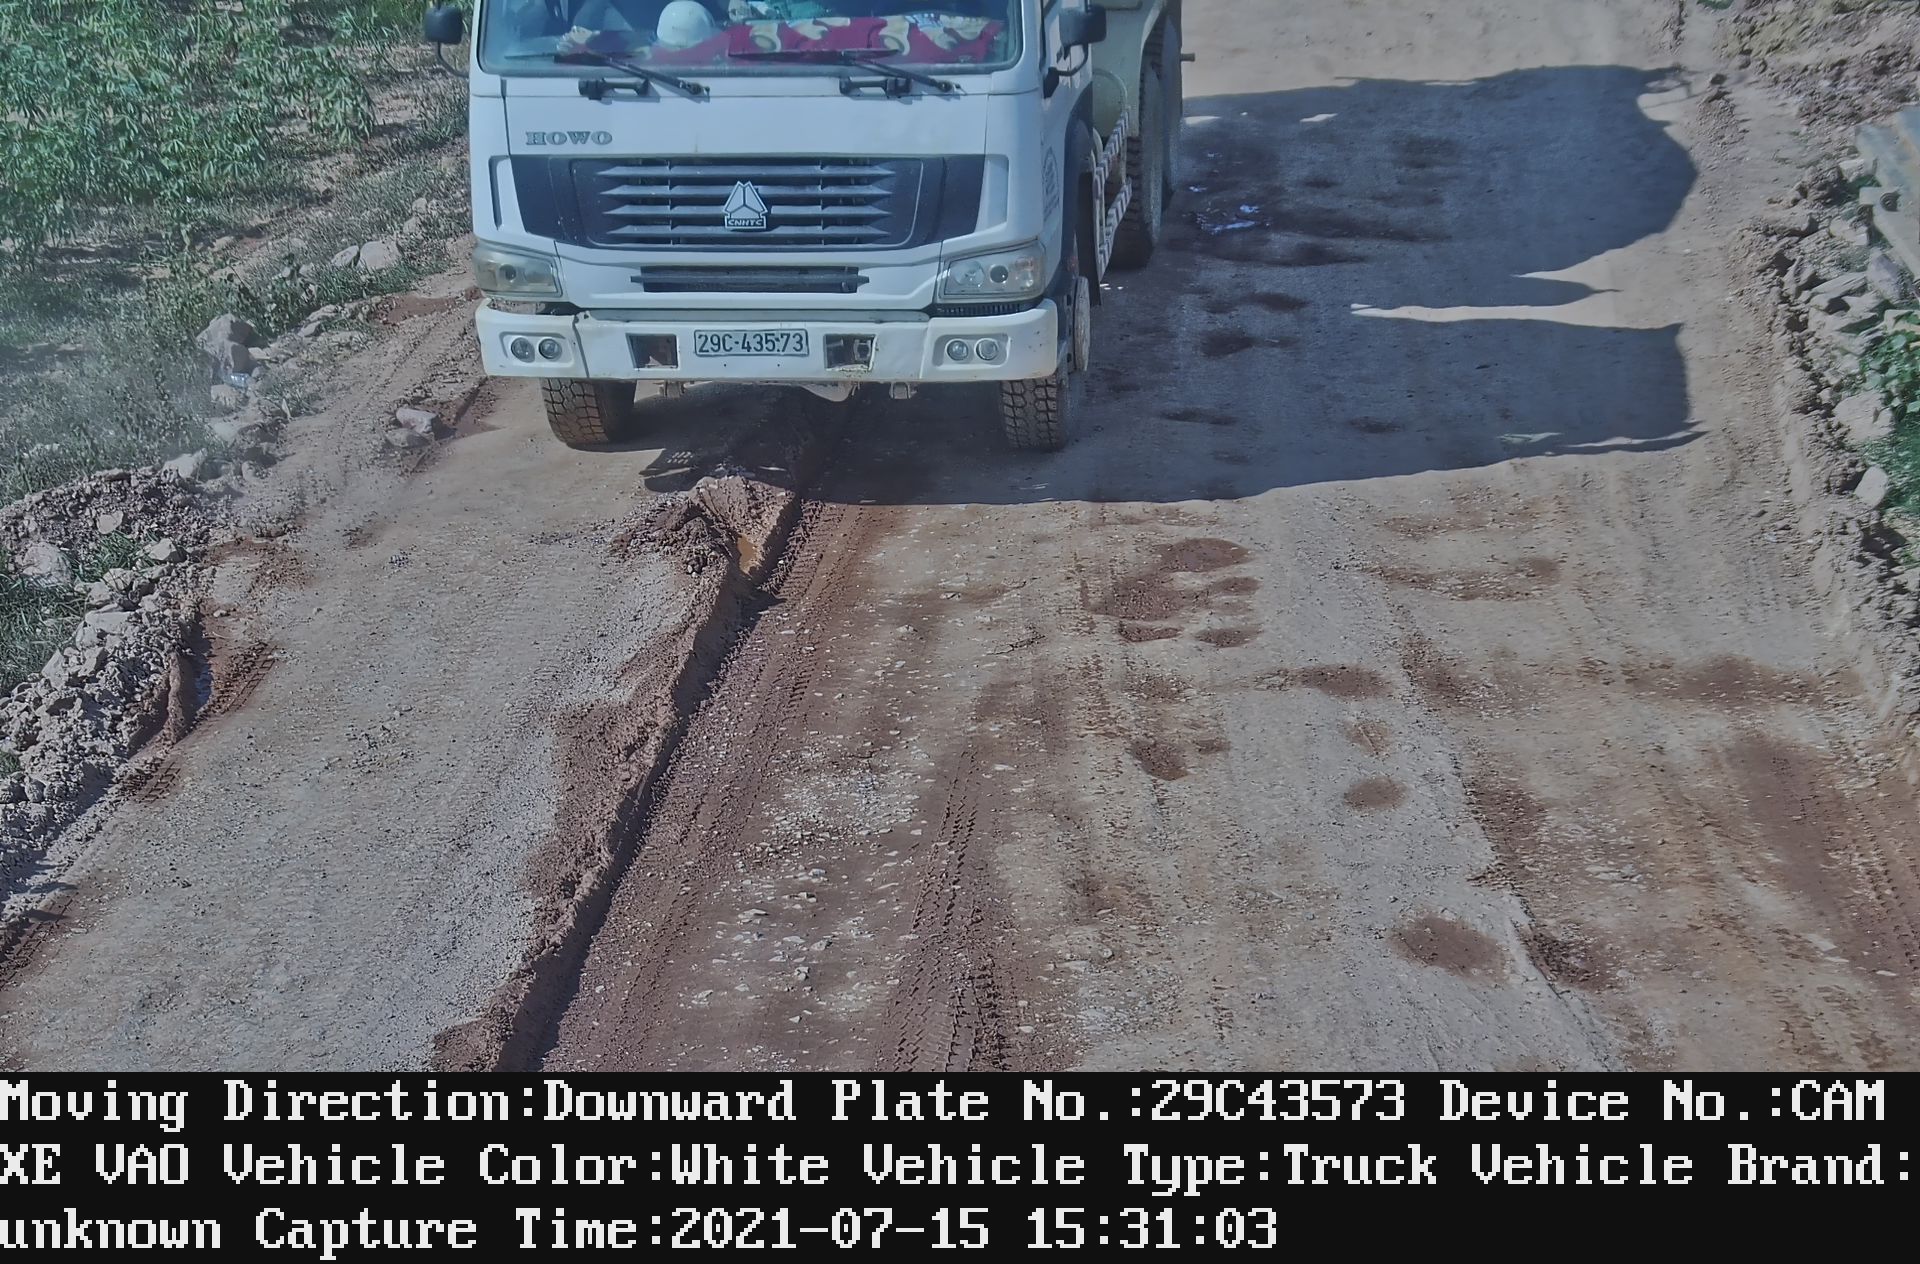 HOWO
CNHTC
29C-435.73
Moving Direction:Downward Plate No.:29C43573 Device No.:CAM
XE VAO Vehicle Color:White Vehicle Type:Truck Vehicle Brand:
unknown Capture Time:2021-07-15 15:31:03